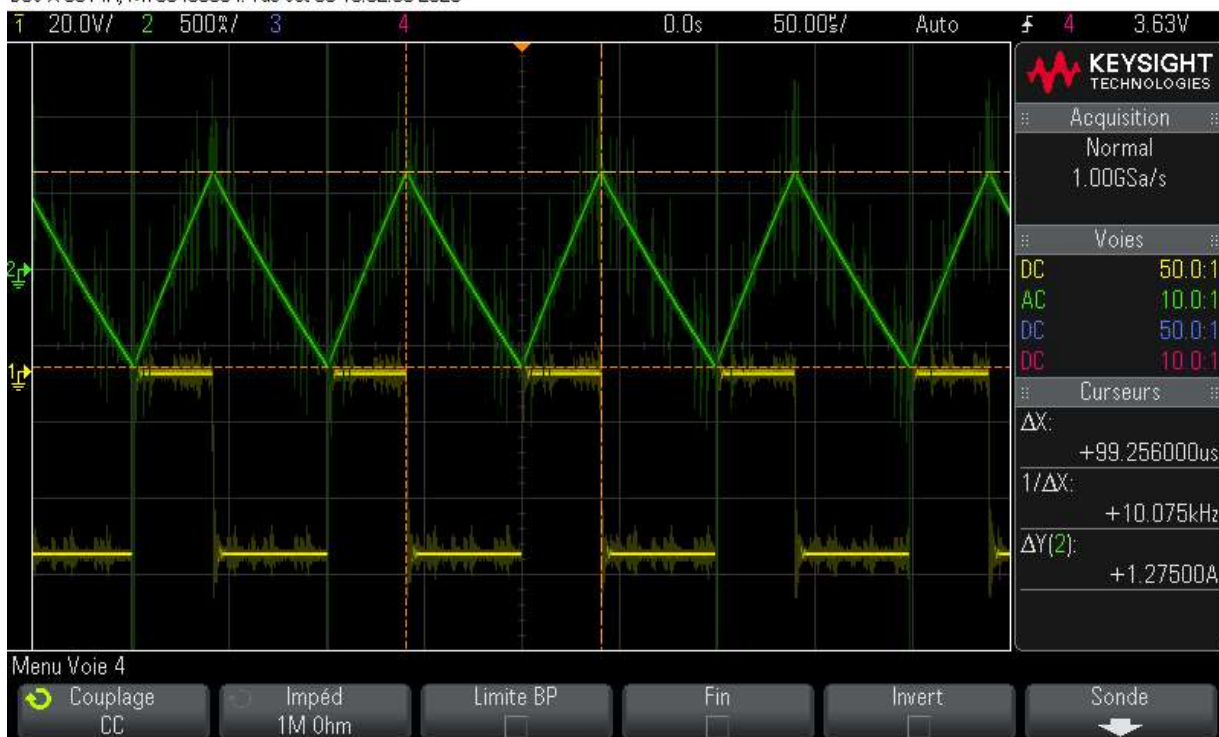 1 20.0V/ 2 500㎃/ 3 4 0.0s 50.00㎲/ Auto 4 3.63V
KEYSIGHT
TECHNOLOGIES
Acquisition
Normal
1.00GSa/s
Voies
DC 50.0:1
AC 10.0:1
DC 50.0:1
DC 10.0:1
Curseurs
ΔX:
+99.256000us
1/ΔX:
+10.075kHz
ΔY(2):
+1.27500A
2
1
Menu Voie 4
Couplage Impéd Limite BP Fin Invert Sonde
CC 1M Ohm